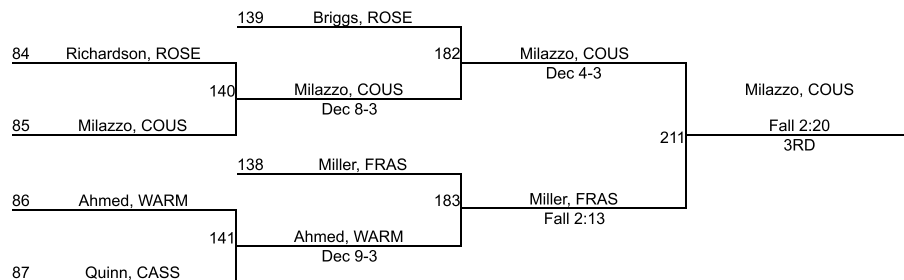 139 Briggs, ROSE
84 Richardson, ROSE
182 Milazzo, COUS
Dec 4-3
140 Milazzo, COUS
Dec 8-3
Milazzo, COUS
85 Milazzo, COUS
211 Fall 2:20
3RD
138 Miller, FRAS
86 Ahmed, WARM
183 Miller, FRAS
Fall 2:13
141 Ahmed, WARM
Dec 9-3
87 Quinn, CASS